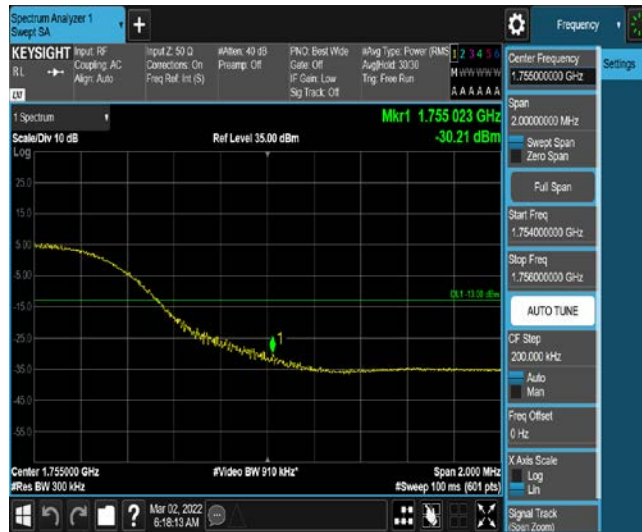 Spectrum Analyzer 1
Swept SA
+
Frequency
KEYSIGHT
RL
Input: RF
Coupling: AC
Align: Auto
Input Z: 50 Ω
Corrections: On
Freq Ref: Int (S)
#Atten: 40 dB
Preamp: Off
PNO: Best Wide
Gate: Off
IF Gain: Low
Sig Track: Off
#Avg Type: Power (RMS
Avg|Hold: 30/30
Trig: Free Run
1 2 3 4 5 6
M W W W W W
A A A A A A
LXI
1 Spectrum
Scale/Div 10 dB
Log
Ref Level 35.00 dBm
Mkr1 1.755 023 GHz
-30.21 dBm
25.0
15.0
5.00
-5.00
-15.0
-25.0
-35.0
-45.0
-55.0
DL1 -13.00 dBm
1
Center 1.755000 GHz
#Res BW 300 kHz
#Video BW 910 kHz*
Span 2.000 MHz
#Sweep 100 ms (601 pts)
Center Frequency
1.755000000 GHz
Settings
Span
2.00000000 MHz
Swept Span
Zero Span
Full Span
Start Freq
1.754000000 GHz
Stop Freq
1.756000000 GHz
AUTO TUNE
CF Step
200.000 kHz
Auto
Man
Freq Offset
0 Hz
X Axis Scale
Log
Lin
Signal Track
(Span Zoom)
?
Mar 02, 2022
6:18:13 AM